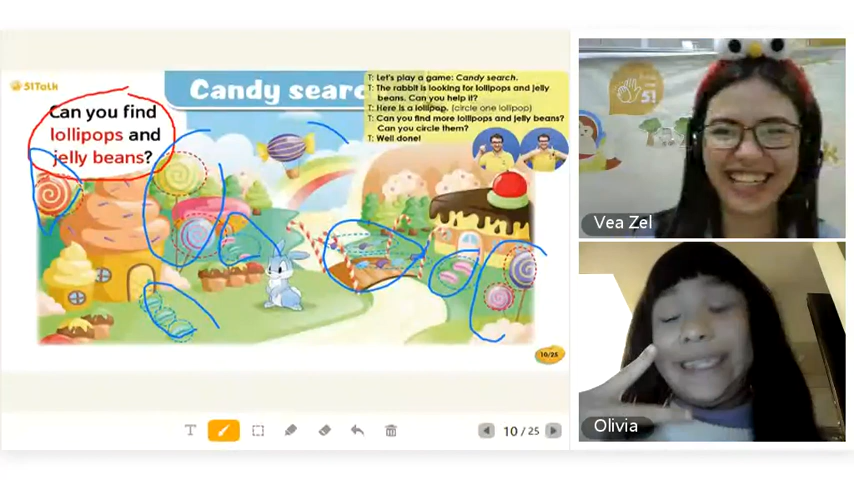 51Talk
Candy searc
Can you find
lollipops and
jelly beans?
T: Let's play a game: Candy search.
T: The rabbit is looking for lollipops and jelly
beans. Can you help it?
T: Here is a lollipop. (circle one lollipop)
T: Can you find more lollipops and jelly beans?
Can you circle them?
T: Well done!
10/25
T
10 / 25
5!
Vea Zel
Olivia